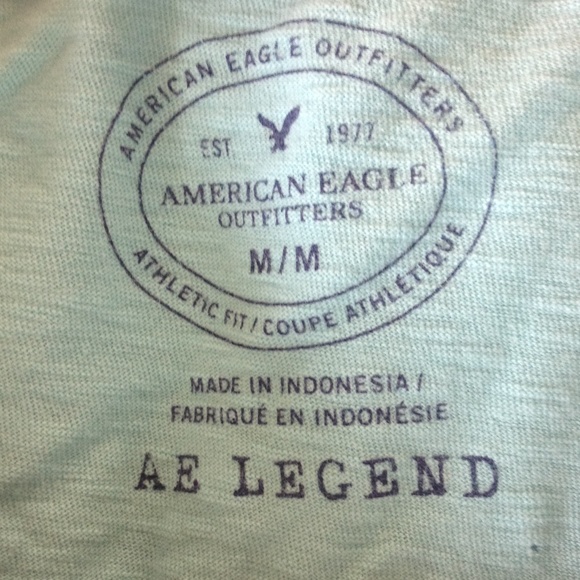 AMERICAN EAGLE OUTFITTERS
EST 1977
AMERICAN EAGLE
OUTFITTERS
M/M
ATHLETIC FIT / COUPE ATHLÉTIQUE
MADE IN INDONESIA /
FABRIQUÉ EN INDONÉSIE
AE LEGEND